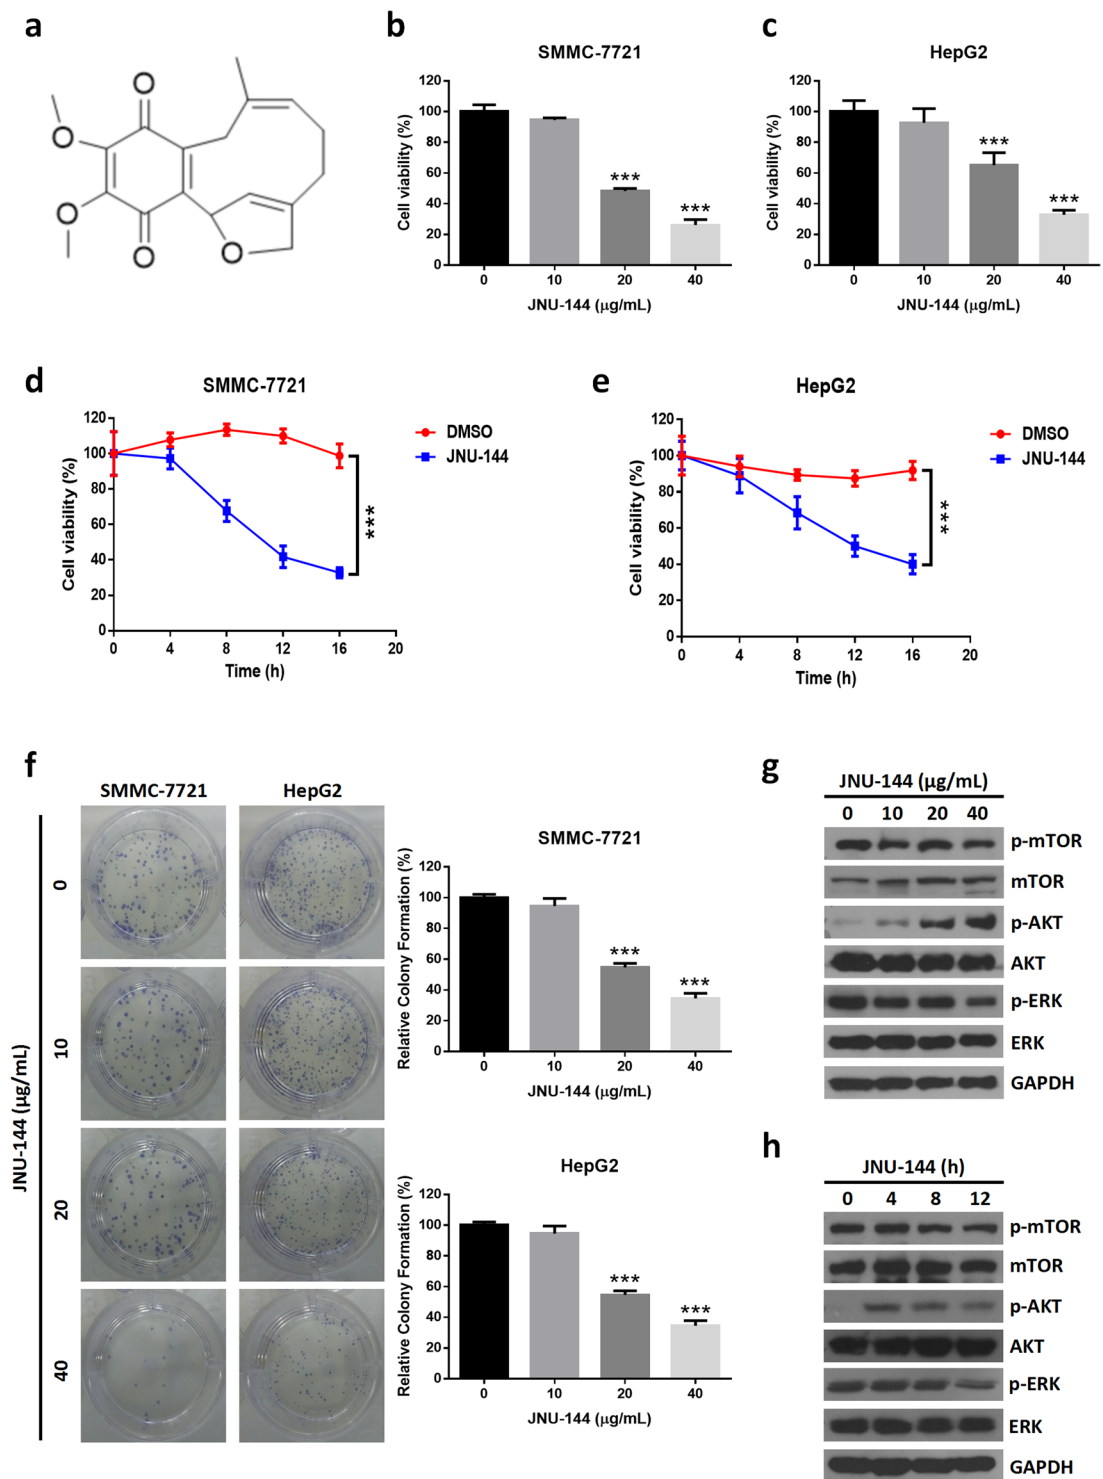 a
O
O
O
O
O
b
SMMC-7721
Cell viability (%)
120
100
80
60
40
20
0
***
***
0 10 20 40
JNU-144 (μg/mL)
c
HepG2
Cell viability (%)
120
100
80
60
40
20
0
***
***
0 10 20 40
JNU-144 (μg/mL)
d
SMMC-7721
Cell viability (%)
120
100
80
60
40
20
0
DMSO
JNU-144
***
0 4 8 12 16 20
Time (h)
e
HepG2
Cell viability (%)
120
100
80
60
40
20
0
DMSO
JNU-144
***
0 4 8 12 16 20
Time (h)
f
SMMC-7721 HepG2
JNU-144 (μg/mL)
0
10
20
40
SMMC-7721
Relative Colony Formation (%)
120
100
80
60
40
20
0
***
***
0 10 20 40
JNU-144 (μg/mL)
HepG2
Relative Colony Formation (%)
120
100
80
60
40
20
0
***
***
0 10 20 40
JNU-144 (μg/mL)
g
JNU-144 (μg/mL)
0 10 20 40
p-mTOR
mTOR
p-AKT
AKT
p-ERK
ERK
GAPDH
h
JNU-144 (h)
0 4 8 12
p-mTOR
mTOR
p-AKT
AKT
p-ERK
ERK
GAPDH